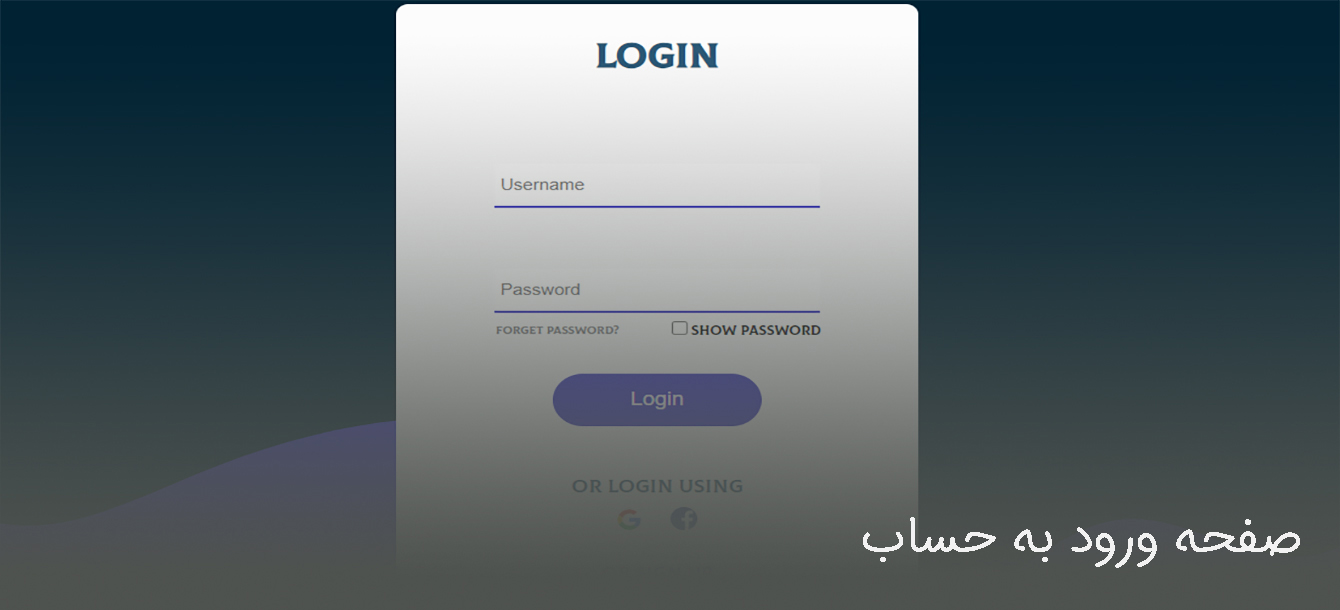 LOGIN
Username
Password
FORGET PASSWORD? SHOW PASSWORD
Login
OR LOGIN USING
صفحه ورود به حساب